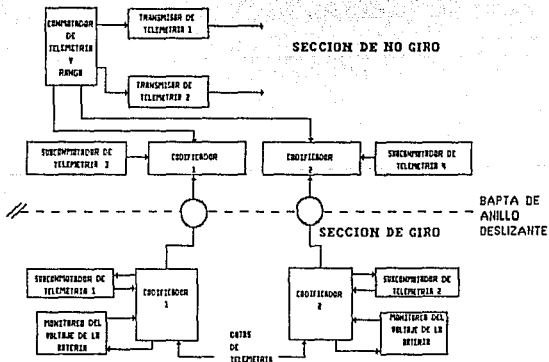 CONMUTADOR
DE
TELEMETRIA
Y
RANGO
TRANSMISOR DE
TELEMETRIA 1
SECCION DE NO GIRO
TRANSMISOR DE
TELEMETRIA 2
SUBCONMUTADOR DE
TELEMETRIA 3
CODIFICADOR
1
CODIFICADOR
2
SUBCONMUTADOR DE
TELEMETRIA 4
BAPTA DE
ANILLO
DESLIZANTE
SECCION DE GIRO
SUBCONMUTADOR DE
TELEMETRIA 1
CODIFICADOR
1
CODIFICADOR
2
SUBCONMUTADOR DE
TELEMETRIA 2
MONITOREO DEL
VOLTAJE DE LA
BATERIA
MONITOREO DEL
VOLTAJE DE LA
BATERIA
DE
TELEMETRIA